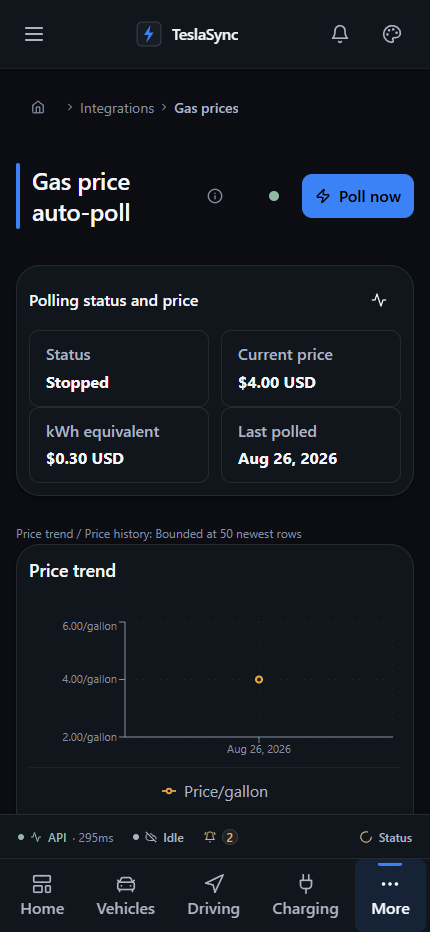 TeslaSync
Integrations
Gas prices
Gas price
auto-poll
Poll now
Polling status and price
Status
Stopped
Current price
$4.00 USD
kWh equivalent
$0.30 USD
Last polled
Aug 26, 2026
Price trend / Price history: Bounded at 50 newest rows
Price trend
6.00/gallon
4.00/gallon
2.00/gallon
Aug 26, 2026
Price/gallon
API · 295ms
Idle
2
Status
Home
Vehicles
Driving
Charging
More